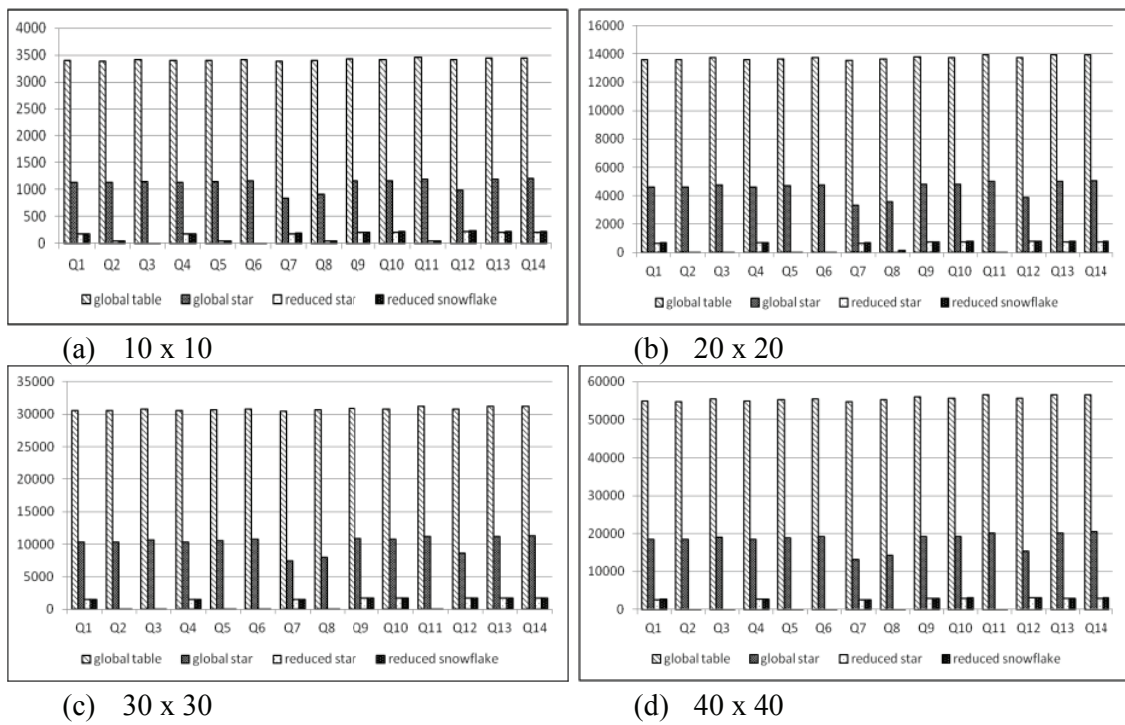 4000
3500
3000
2500
2000
1500
1000
500
0
Q1 Q2 Q3 Q4 Q5 Q6 Q7 Q8 Q9 Q10 Q11 Q12 Q13 Q14
global table global star reduced star reduced snowflake
(a) 10 x 10
16000
14000
12000
10000
8000
6000
4000
2000
0
Q1 Q2 Q3 Q4 Q5 Q6 Q7 Q8 Q9 Q10 Q11 Q12 Q13 Q14
global table global star reduced star reduced snowflake
(b) 20 x 20
35000
30000
25000
20000
15000
10000
5000
0
Q1 Q2 Q3 Q4 Q5 Q6 Q7 Q8 Q9 Q10 Q11 Q12 Q13 Q14
global table global star reduced star reduced snowflake
(c) 30 x 30
60000
50000
40000
30000
20000
10000
0
Q1 Q2 Q3 Q4 Q5 Q6 Q7 Q8 Q9 Q10 Q11 Q12 Q13 Q14
global table global star reduced star reduced snowflake
(d) 40 x 40